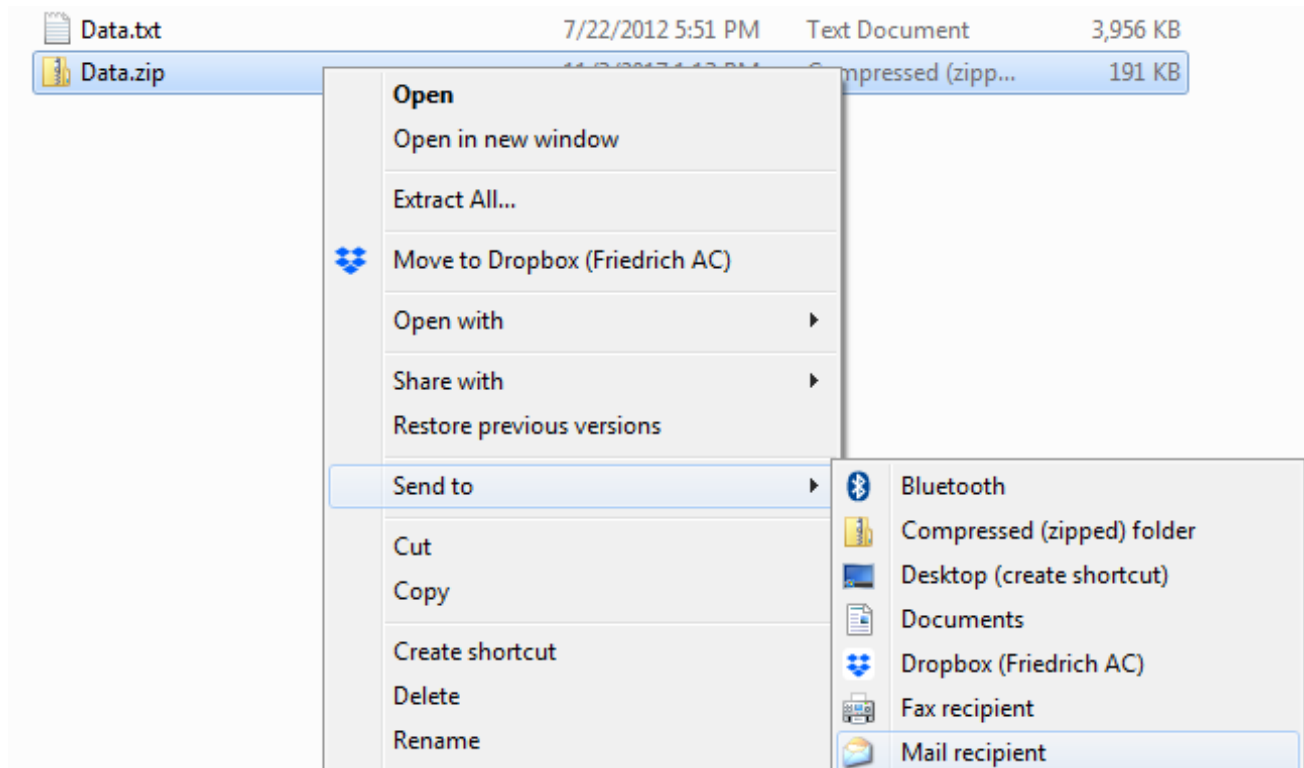 Data.txt 7/22/2012 5:51 PM Text Document 3,956 KB
Data.zip 191 KB
Open
Open in new window
Extract All...
Move to Dropbox (Friedrich AC)
Open with
Share with
Restore previous versions
Send to
Bluetooth
Compressed (zipped) folder
Cut
Desktop (create shortcut)
Copy
Documents
Create shortcut
Dropbox (Friedrich AC)
Delete
Fax recipient
Rename
Mail recipient